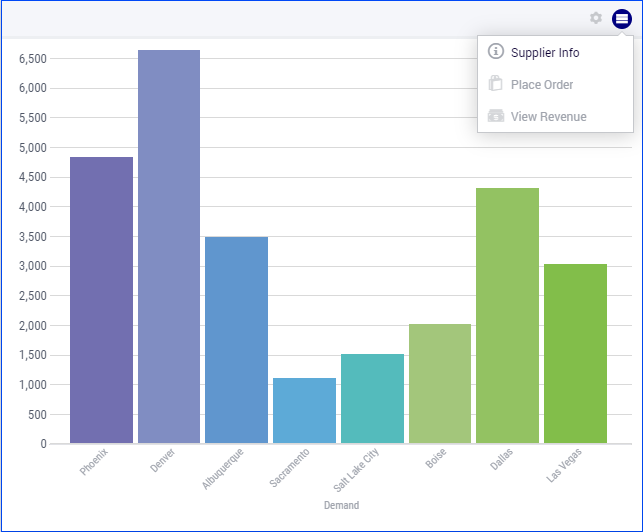 Supplier Info
Place Order
View Revenue
6,500
6,000
5,500
5,000
4,500
4,000
3,500
3,000
2,500
2,000
1,500
1,000
500
0
Phoenix
Denver
Albuquerque
Sacramento
Salt Lake City
Boise
Dallas
Las Vegas
Demand